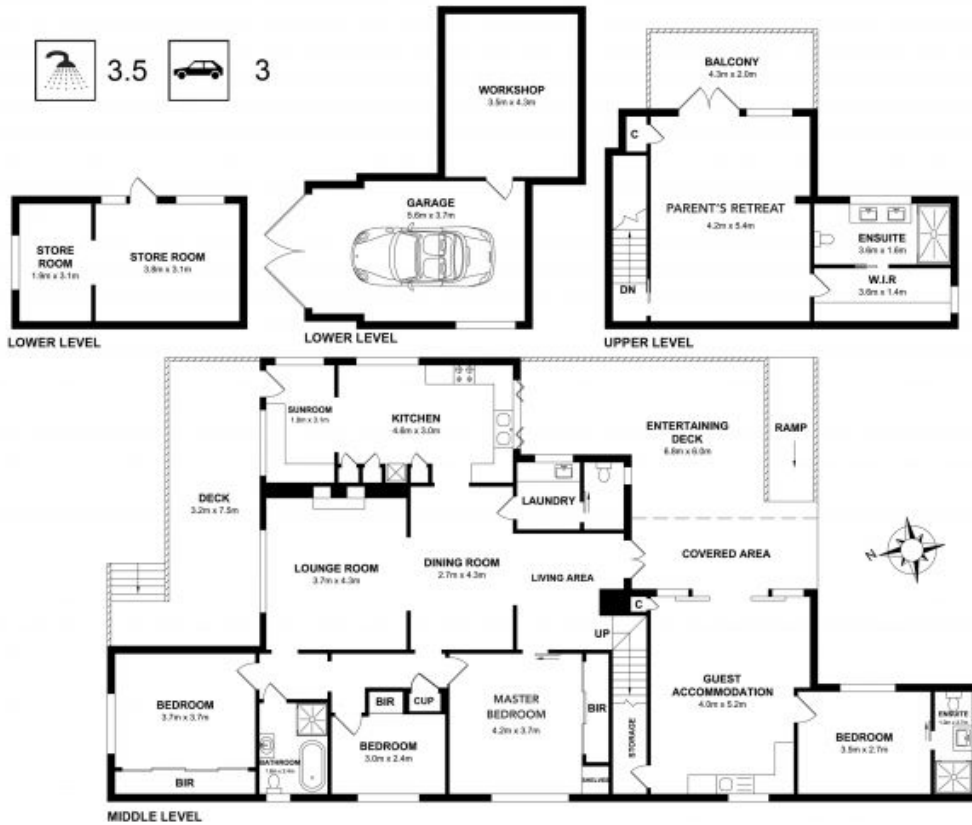 3.5
3
WORKSHOP
3.5m x 4.3m
GARAGE
5.6m x 3.7m
STORE
ROOM
1.9m x 3.1m
STORE ROOM
3.8m x 3.1m
LOWER LEVEL
LOWER LEVEL
BALCONY
4.3m x 2.0m
C
PARENT'S RETREAT
4.2m x 5.4m
ENSUITE
3.6m x 1.6m
W.I.R
3.6m x 1.4m
DN
UPPER LEVEL
SUNROOM
1.9m x 3.1m
KITCHEN
4.6m x 3.0m
ENTERTAINING
DECK
6.8m x 6.0m
RAMP
DECK
3.2m x 7.5m
LAUNDRY
LOUNGE ROOM
3.7m x 4.3m
DINING ROOM
2.7m x 4.3m
LIVING AREA
COVERED AREA
N
C
UP
BEDROOM
3.7m x 3.7m
BIR
BATHROOM
BIR
CUP
BEDROOM
3.0m x 2.4m
MASTER
BEDROOM
4.2m x 3.7m
BIR
SHELVES
STORAGE
GUEST
ACCOMMODATION
4.0m x 5.2m
BEDROOM
3.5m x 2.7m
ENSUITE
MIDDLE LEVEL